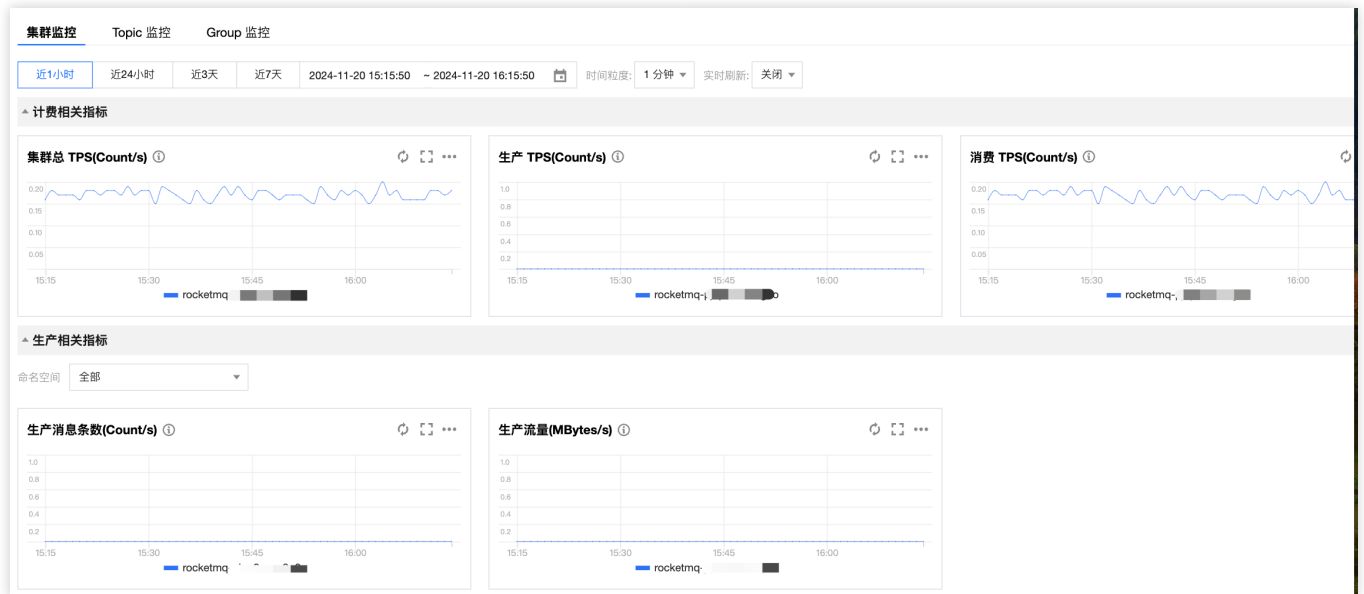 集群监控 Topic 监控 Group 监控
近1小时 近24小时 近3天 近7天 2024-11-20 15:15:50 ~ 2024-11-20 16:15:50 时间粒度: 1 分钟 实时刷新: 关闭
计费相关指标
集群总 TPS(Count/s)
0.20
0.15
0.10
0.05
15:15 15:30 15:45 16:00
rocketmq
生产 TPS(Count/s)
1.0
0.8
0.6
0.4
0.2
15:15 15:30 15:45 16:00
rocketmq-
消费 TPS(Count/s)
0.20
0.15
0.10
0.05
15:15 15:30 15:45 16:00
rocketmq-
生产相关指标
命名空间 全部
生产消息条数(Count/s)
1.0
0.8
0.6
0.4
0.2
15:15 15:30 15:45 16:00
rocketmq
生产流量(MBytes/s)
1.0
0.8
0.6
0.4
0.2
15:15 15:30 15:45 16:00
rocketmq-